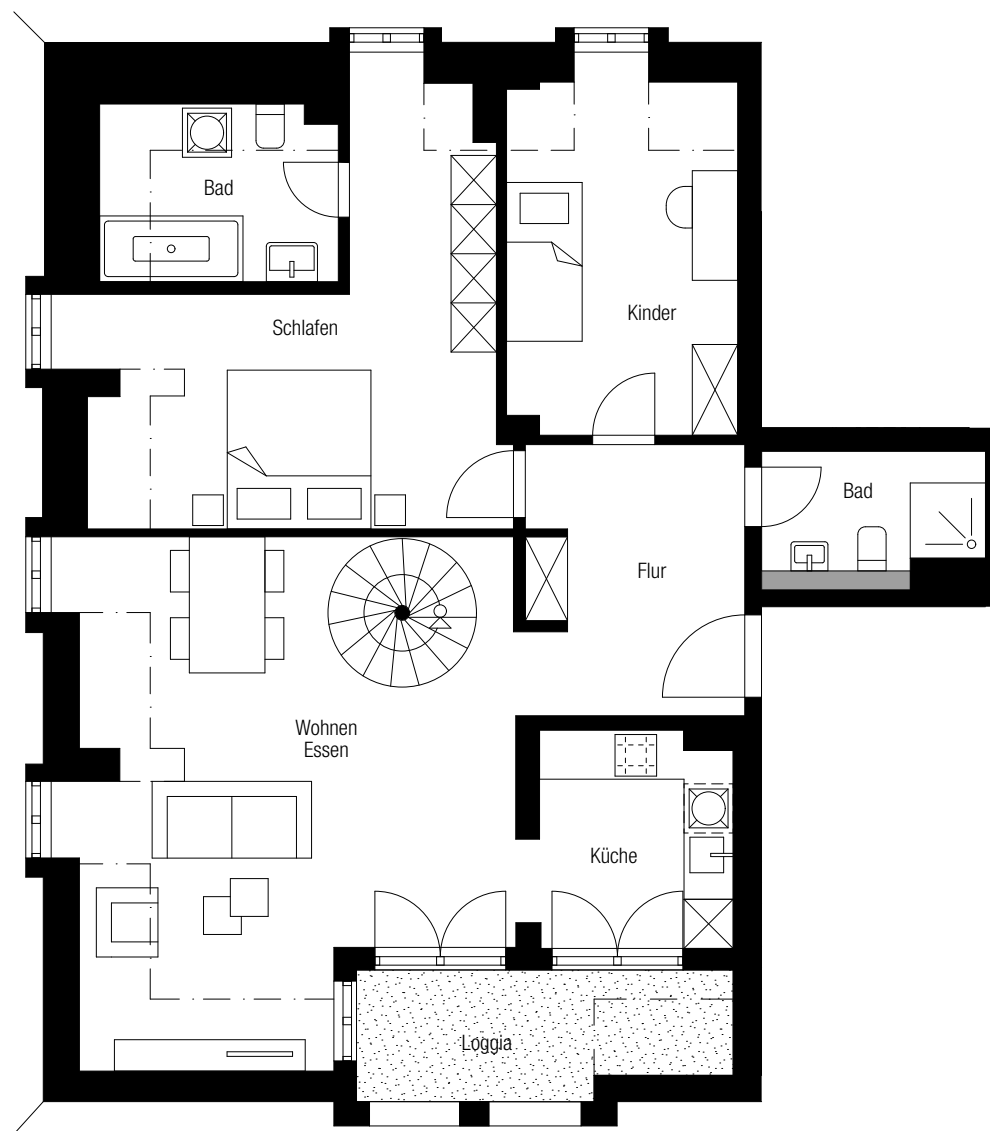 Bad
Schlafen
Kinder
Bad
Flur
Wohnen
Essen
Küche
Loggia